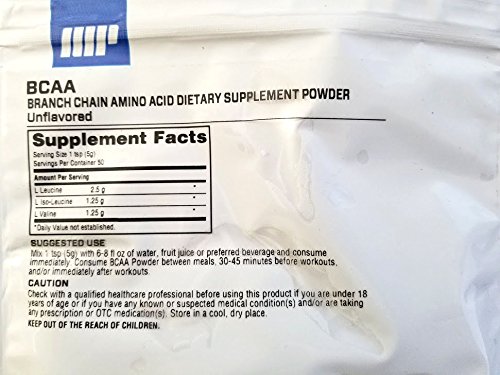 BCAA
BRANCH CHAIN AMINO ACID DIETARY SUPPLEMENT POWDER
Unflavored
Supplement Facts
Serving Size 1 tsp (5g)
Servings Per Container 50
Amount Per Serving
L Leucine 2.5 g *
L Iso-Leucine 1.25 g *
L Valine 1.25 g *
*Daily Value not established.
SUGGESTED USE
Mix 1 tsp (5g) with 6-8 fl oz of water, fruit juice or preferred beverage and consume
immediately. Consume BCAA Powder between meals, 30-45 minutes before workouts,
and/or immediately after workouts.
CAUTION
Check with a qualified healthcare professional before using this product if you are under 18
years of age or if you have any known or suspected medical condition(s) and/or are taking
any prescription or OTC medication(s). Store in a cool, dry place.
KEEP OUT OF THE REACH OF CHILDREN.